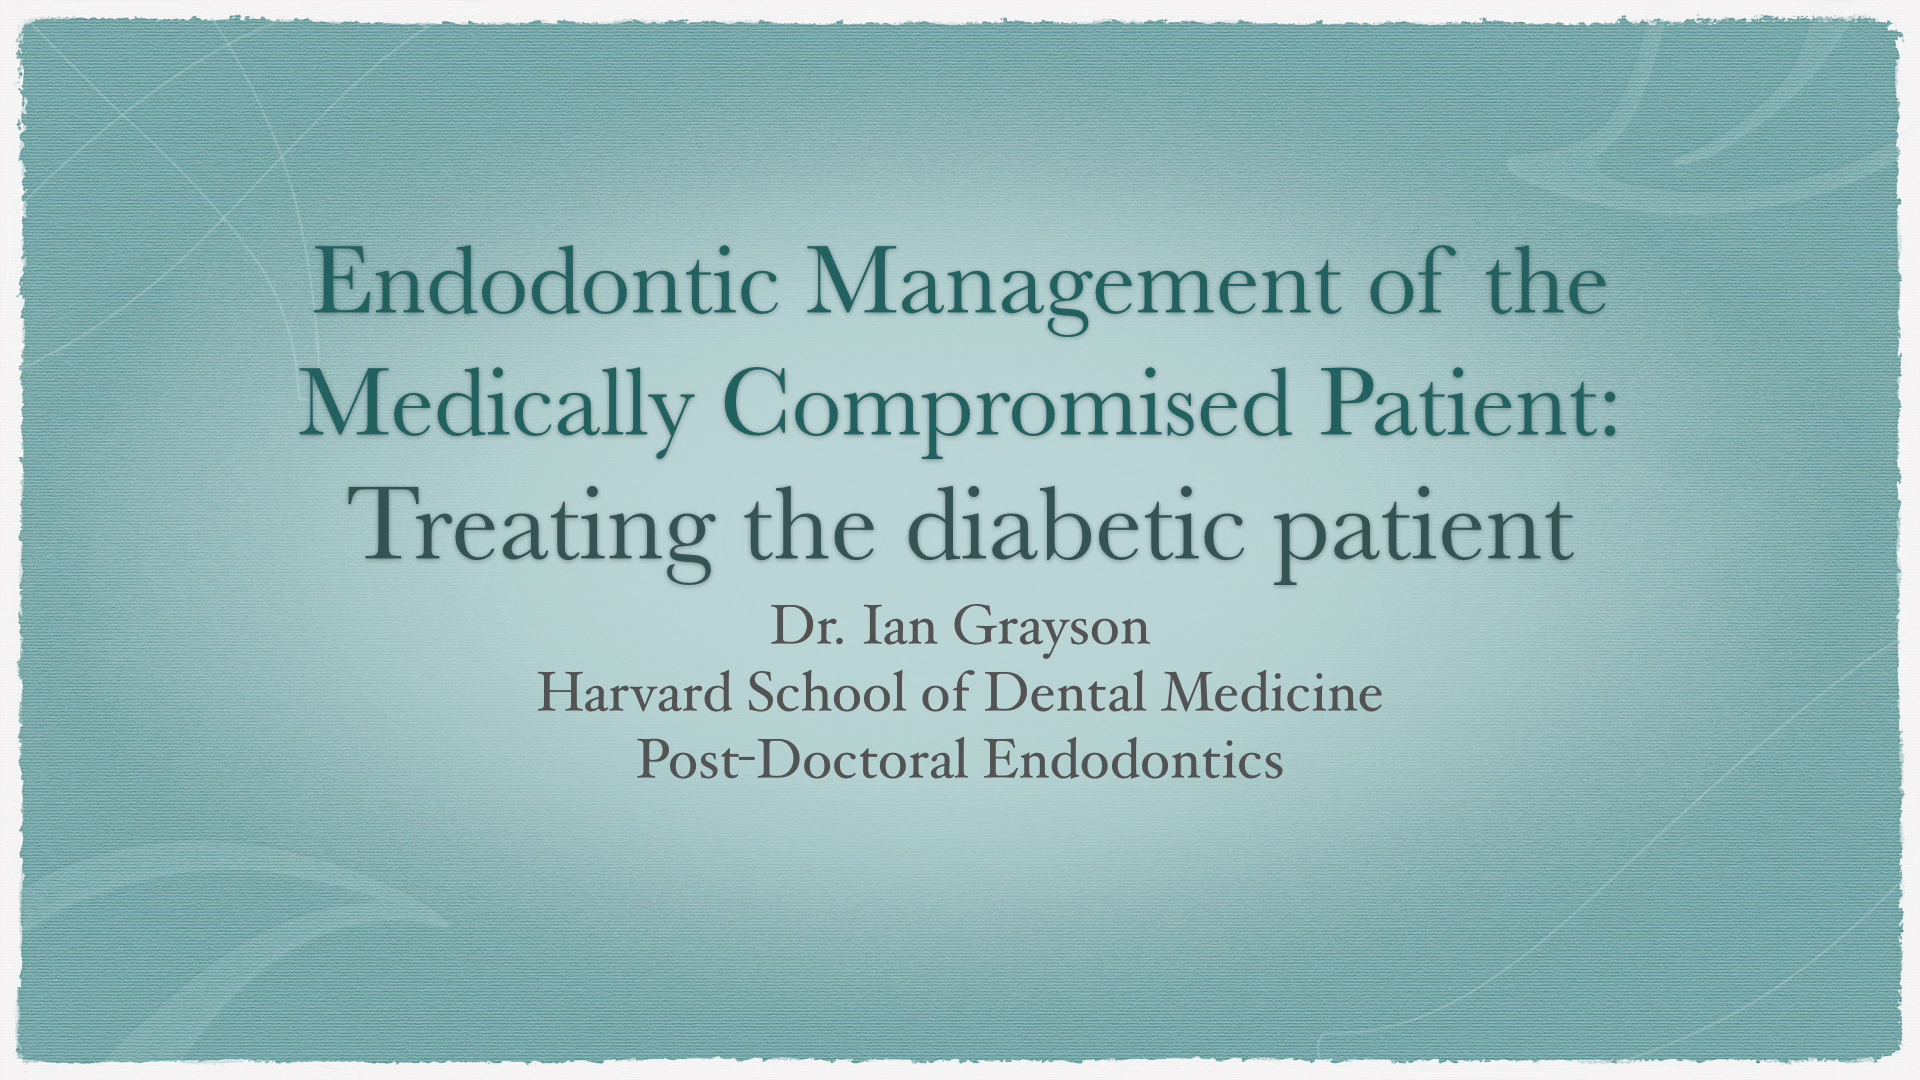 Endodontic Management of the
Medically Compromised Patient:
Treating the diabetic patient
Dr. Ian Grayson
Harvard School of Dental Medicine
Post-Doctoral Endodontics